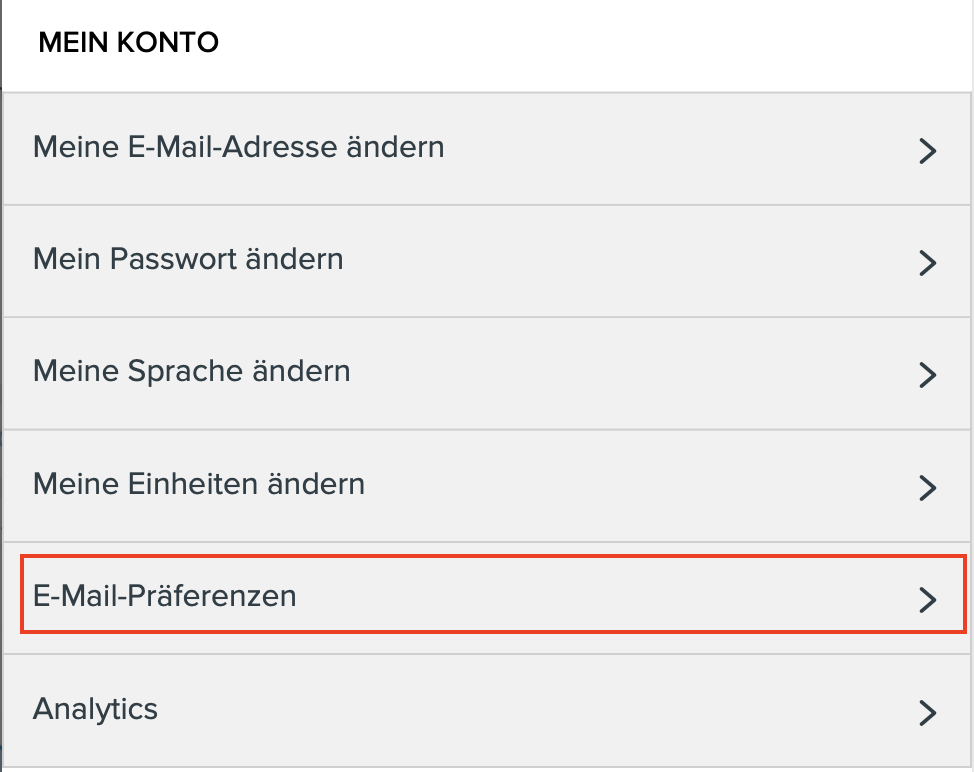 MEIN KONTO
Meine E-Mail-Adresse ändern
Mein Passwort ändern
Meine Sprache ändern
Meine Einheiten ändern
E-Mail-Präferenzen
Analytics